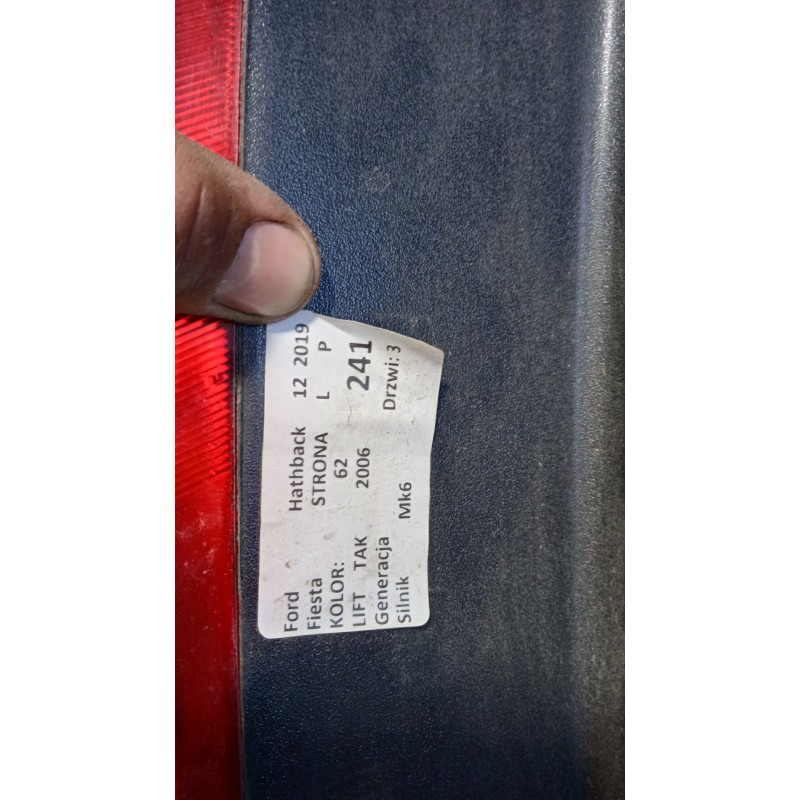 Ford Hathback 12 2019
Fiesta STRONA L P
KOLOR: 62
LIFT TAK 2006 241
Generacja Drzwi: 3
Silnik Mk6